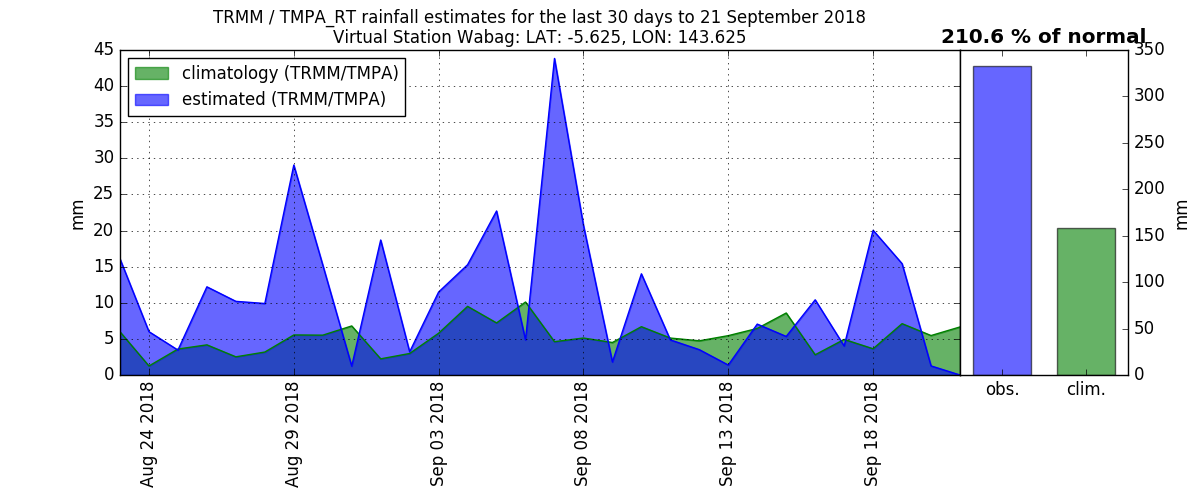 TRMM / TMPA_RT rainfall estimates for the last 30 days to 21 September 2018
Virtual Station Wabag: LAT: -5.625, LON: 143.625
210.6 % of normal
climatology (TRMM/TMPA)
estimated (TRMM/TMPA)
mm
45
40
35
30
25
20
15
10
5
0
Aug 24 2018
Aug 29 2018
Sep 03 2018
Sep 08 2018
Sep 13 2018
Sep 18 2018
obs.
clim.
350
300
250
200
150
100
50
0
mm